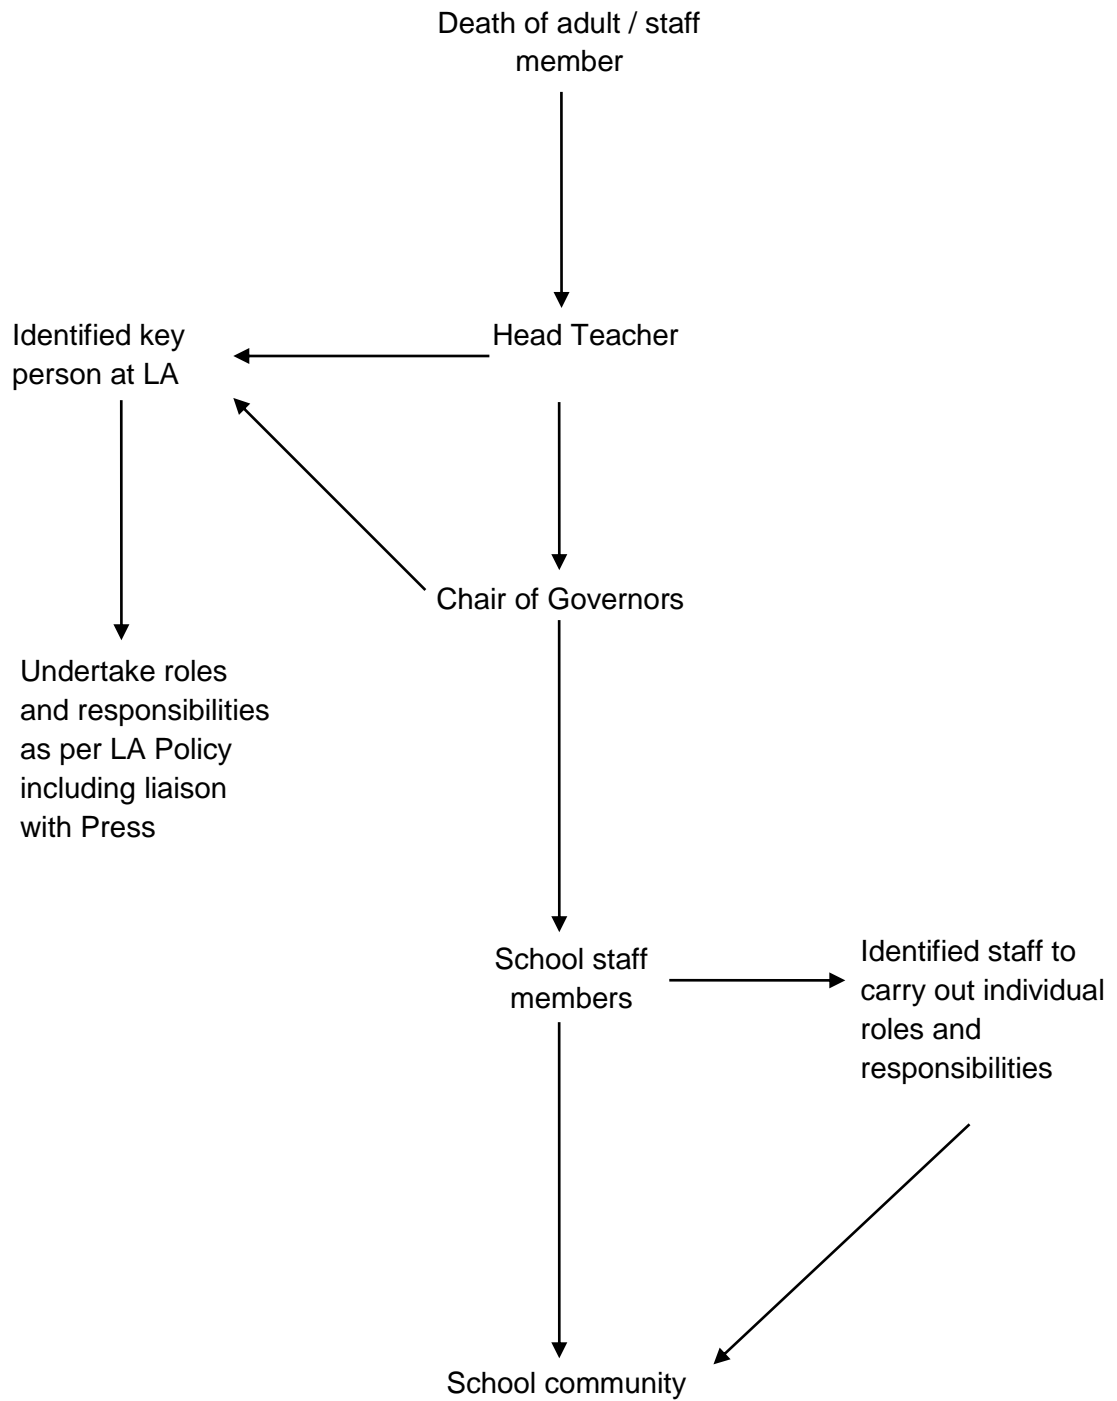 Death of adult / staff
member
Identified key
person at LA
Head Teacher
Chair of Governors
Undertake roles
and responsibilities
as per LA Policy
including liaison
with Press
School staff
members
Identified staff to
carry out individual
roles and
responsibilities
School community